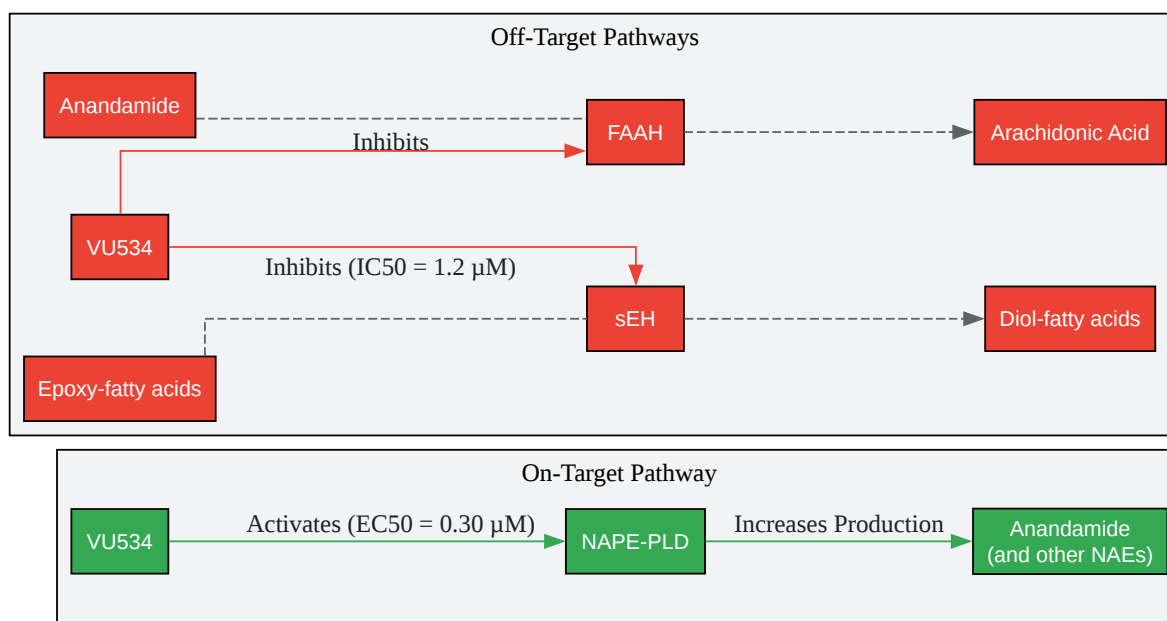 Off-Target Pathways
Anandamide
FAAH
Arachidonic Acid
Inhibits
VU534
Inhibits (IC50 = 1.2 µM)
sEH
Diol-fatty acids
Epoxy-fatty acids
On-Target Pathway
VU534
Activates (EC50 = 0.30 µM)
NAPE-PLD
Increases Production
Anandamide
(and other NAEs)